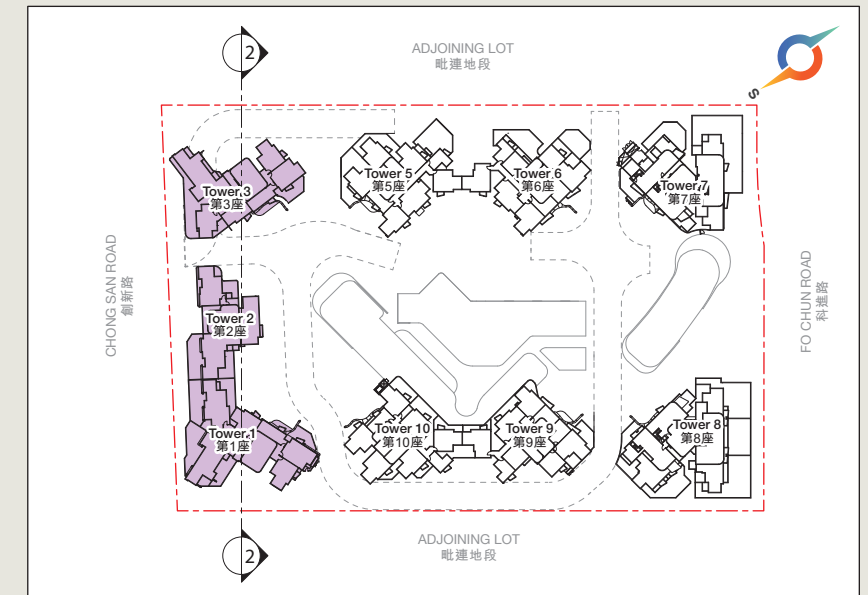 2
ADJOINING LOT
毗連地段
S
Tower 3
第3座
Tower 5
第5座
Tower 6
第6座
Tower 7
第7座
CHONG SAN ROAD
創新路
Tower 2
第2座
FO CHUN ROAD
科進路
Tower 1
第1座
Tower 10
第10座
Tower 9
第9座
Tower 8
第8座
2
ADJOINING LOT
毗連地段